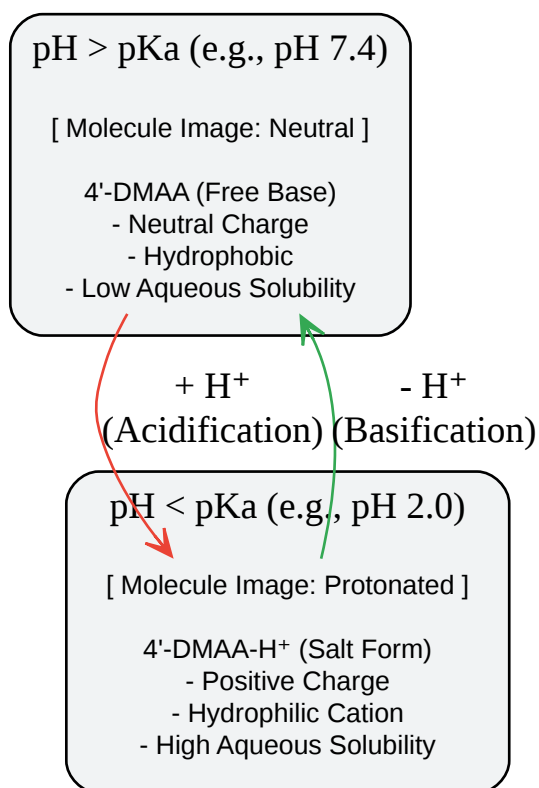 pH > pKa (e.g., pH 7.4)
[ Molecule Image: Neutral ]
4'-DMAA (Free Base)
- Neutral Charge
- Hydrophobic
- Low Aqueous Solubility
+ H⁺
(Acidification)
- H⁺
(Basification)
pH < pKa (e.g., pH 2.0)
[ Molecule Image: Protonated ]
4'-DMAA-H⁺ (Salt Form)
- Positive Charge
- Hydrophilic Cation
- High Aqueous Solubility